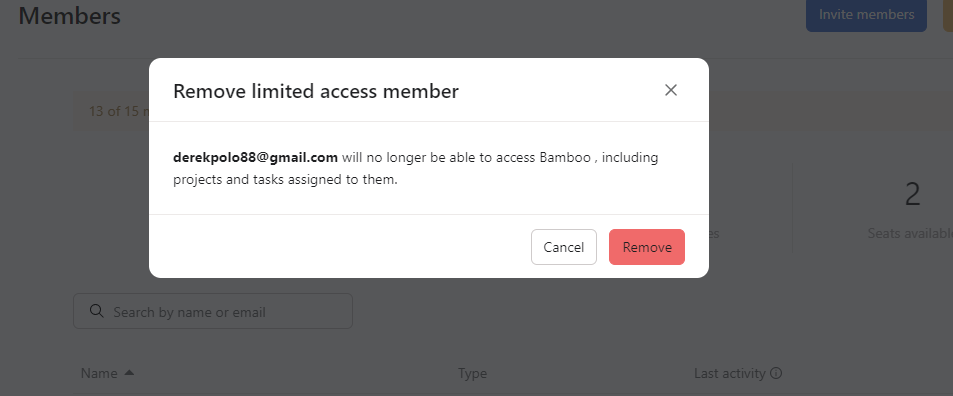 Members
Invite members
Remove limited access member
13 of 15
derekpolo88@gmail.com will no longer be able to access Bamboo , including
projects and tasks assigned to them.
2
Seats available
Cancel
Remove
Search by name or email
Name
Type
Last activity